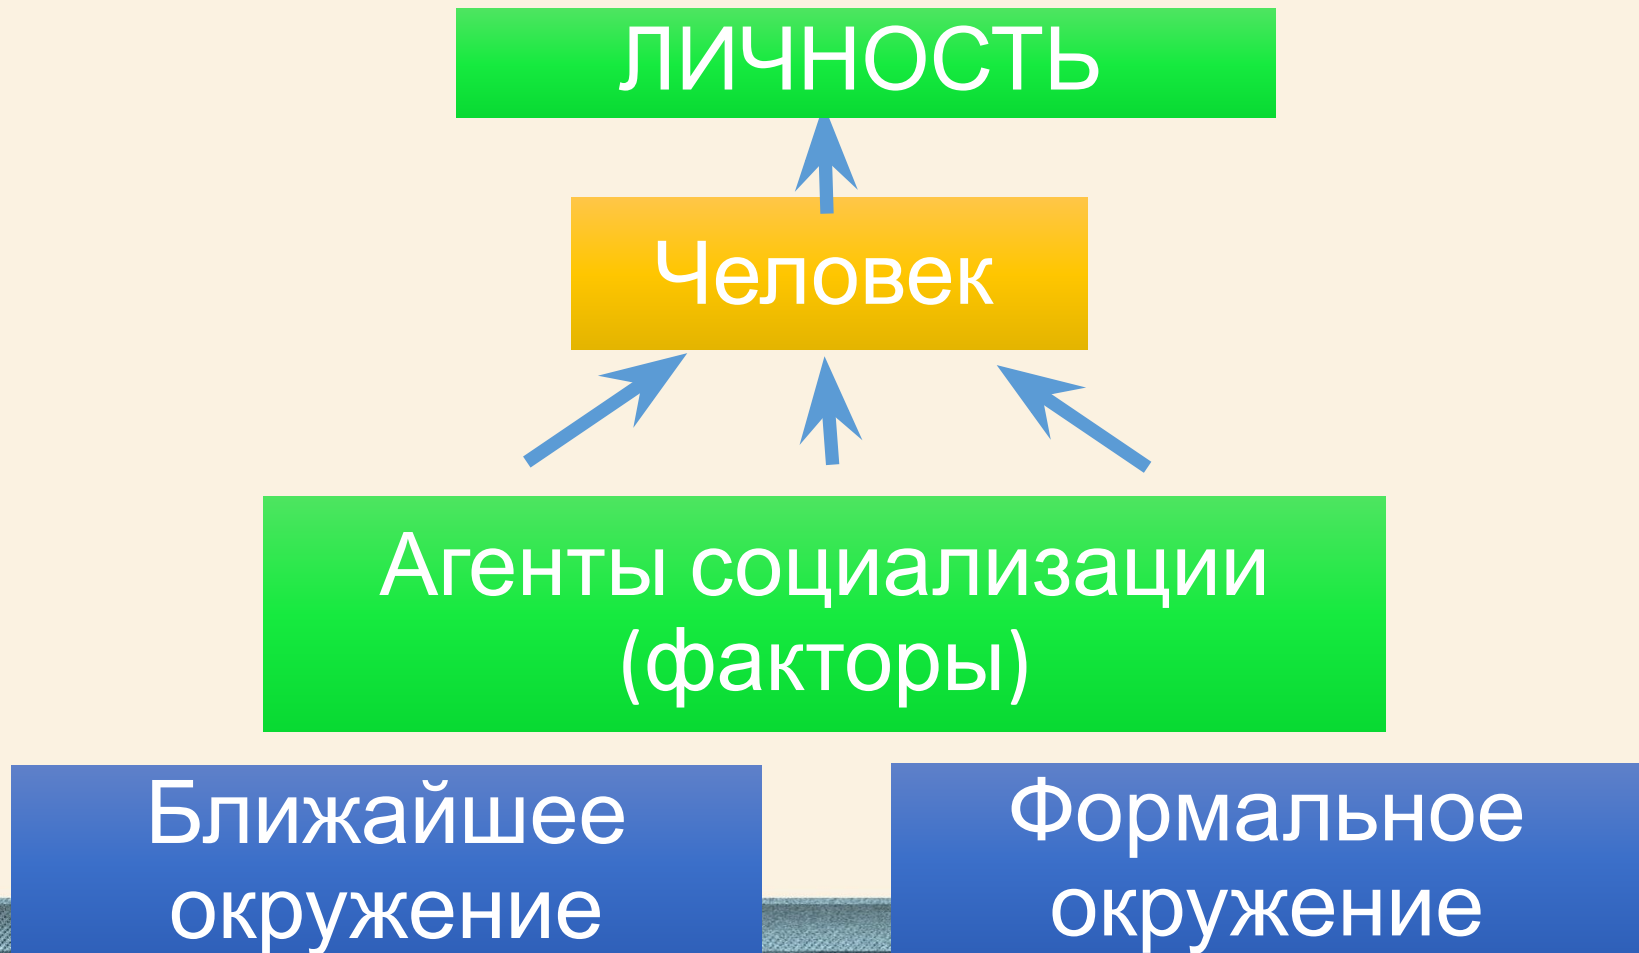 ЛИЧНОСТЬ
Человек
Агенты социализации
(факторы)
Ближайшее
окружение
Формальное
окружение